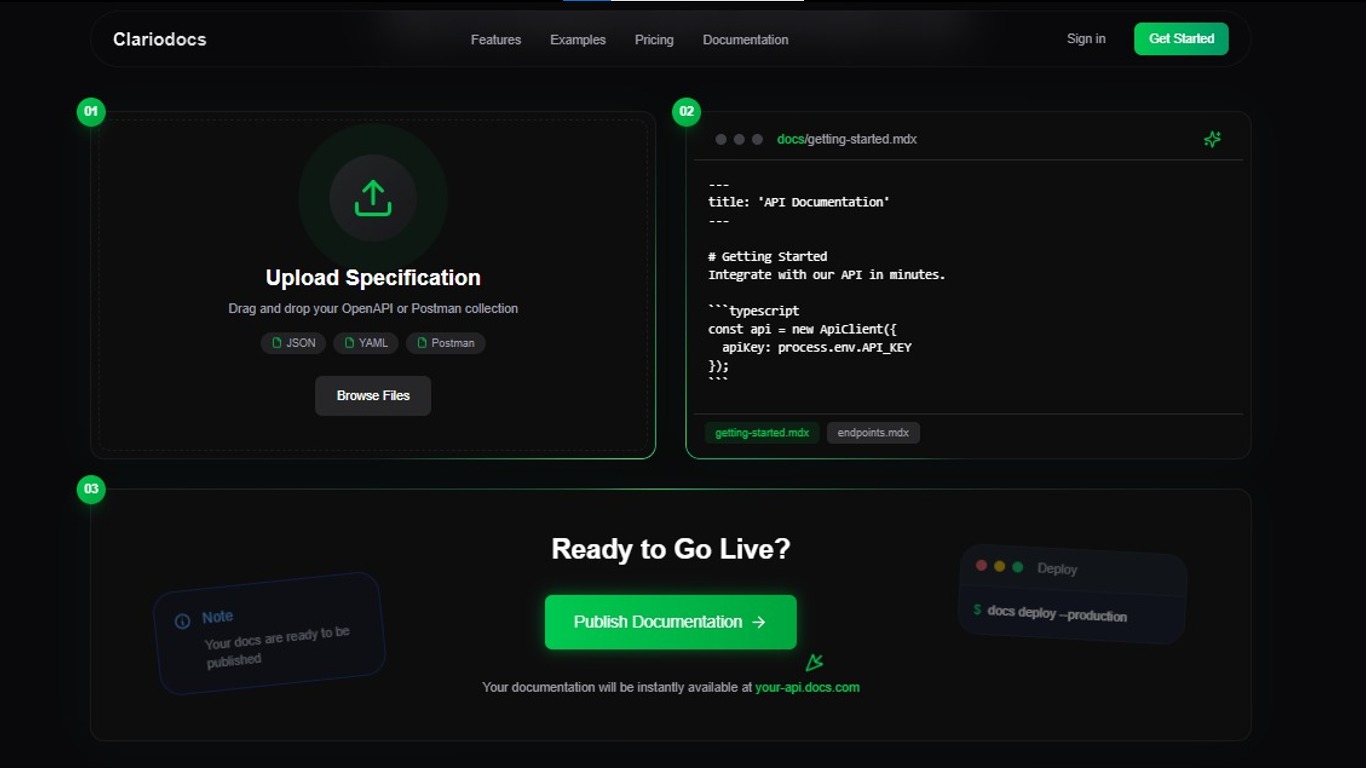 Clariodocs
Features
Examples
Pricing
Documentation
Sign in
Get Started
01
Upload Specification
Drag and drop your OpenAPI or Postman collection
JSON
YAML
Postman
Browse Files
02
docs/getting-started.mdx
---
title: 'API Documentation'
---
# Getting Started
Integrate with our API in minutes.
```typescript
const api = new ApiClient({
  apiKey: process.env.API_KEY
});
```
getting-started.mdx
endpoints.mdx
03
Ready to Go Live?
Note
Your docs are ready to be
published
Publish Documentation →
Your documentation will be instantly available at your-api.docs.com
Deploy
$ docs deploy --production